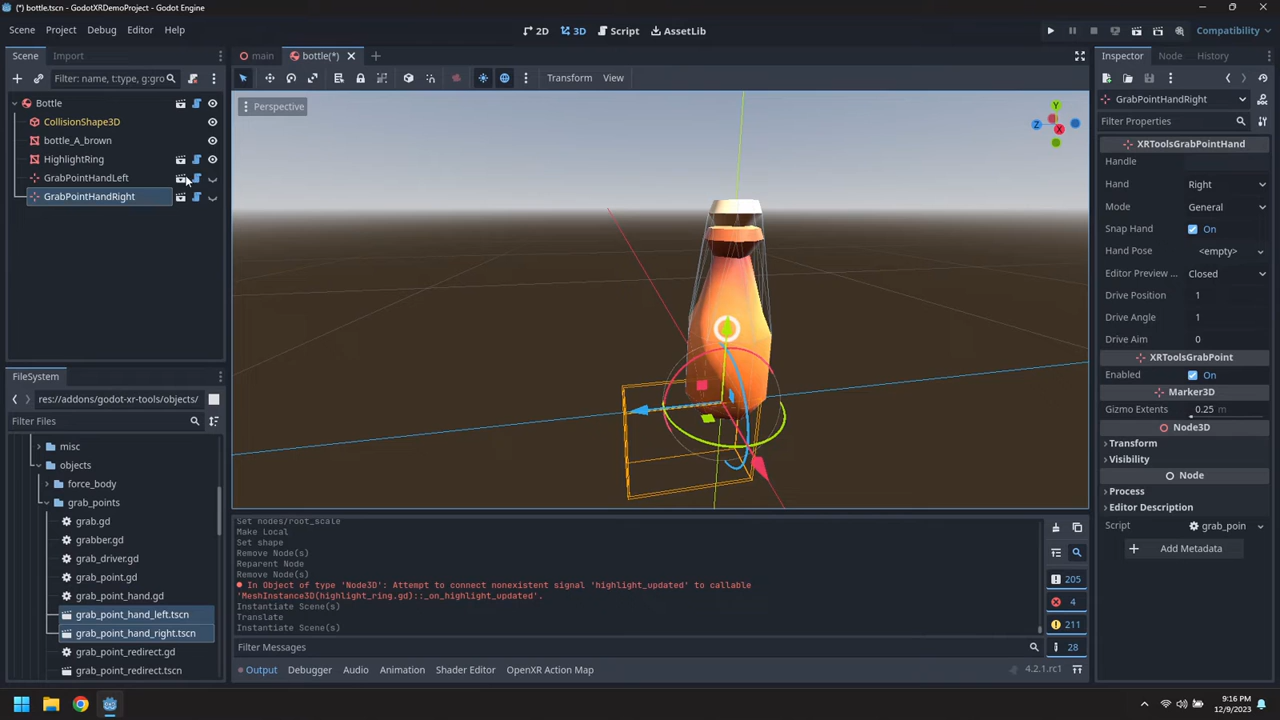 (*) bottle.tscn - GodotXRDemoProject - Godot Engine
Scene Project Debug Editor Help
2D 3D Script AssetLib
Compatibility
Scene Import
main bottle(*)
Inspector Node History
Filter: name, t:type, g:gro
Transform View
Perspective
Bottle
CollisionShape3D
bottle_A_brown
HighlightRing
GrabPointHandLeft
GrabPointHandRight
Y
Z
X
GrabPointHandRight
Filter Properties
XRToolsGrabPointHand
Handle
Hand Right
Mode General
Snap Hand On
Hand Pose <empty>
Editor Preview ... Closed
Drive Position 1
Drive Angle 1
Drive Aim 0
XRToolsGrabPoint
Enabled On
Marker3D
Gizmo Extents 0.25 m
Node3D
Transform
Visibility
Node
Process
Editor Description
Script grab_poin
Add Metadata
FileSystem
res://addons/godot-xr-tools/objects/
Filter Files
misc
objects
force_body
grab_points
grab.gd
grabber.gd
grab_driver.gd
grab_point.gd
grab_point_hand.gd
grab_point_hand_left.tscn
grab_point_hand_right.tscn
grab_point_redirect.gd
grab_point_redirect.tscn
Set nodes/root_scale
Make Local
Set shape
Remove Node(s)
Reparent Node
Remove Node(s)
In Object of type 'Node3D': Attempt to connect nonexistent signal 'highlight_updated' to callable
'MeshInstance3D(highlight_ring.gd)::_on_highlight_updated'.
Instantiate Scene(s)
Translate
Instantiate Scene(s)
205
4
211
28
Filter Messages
Output Debugger Audio Animation Shader Editor OpenXR Action Map
4.2.1.rc1
9:16 PM
12/9/2023